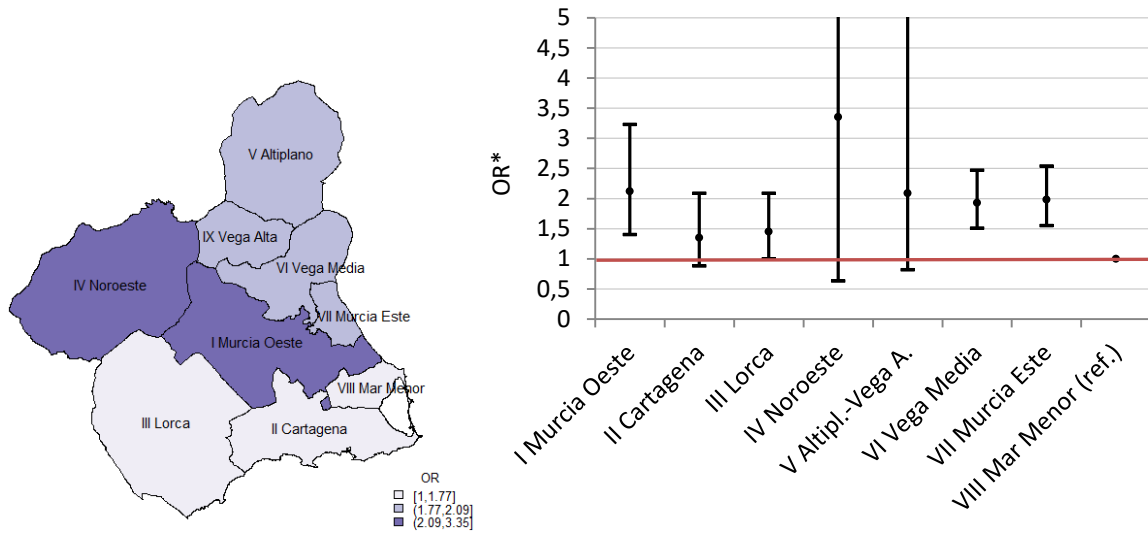 V Altiplano
IX Vega Alta
VI Vega Media
IV Noroeste
VII Murcia Este
I Murcia Oeste
VIII Mar Menor
III Lorca
II Cartagena
OR
[1,1.77]
(1.77,2.09]
(2.09,3.35]
OR*
5
4,5
4
3,5
3
2,5
2
1,5
1
0,5
0
I Murcia Oeste
II Cartagena
III Lorca
IV Noroeste
V Altipl.-Vega A.
VI Vega Media
VII Murcia Este
VIII Mar Menor (ref.)